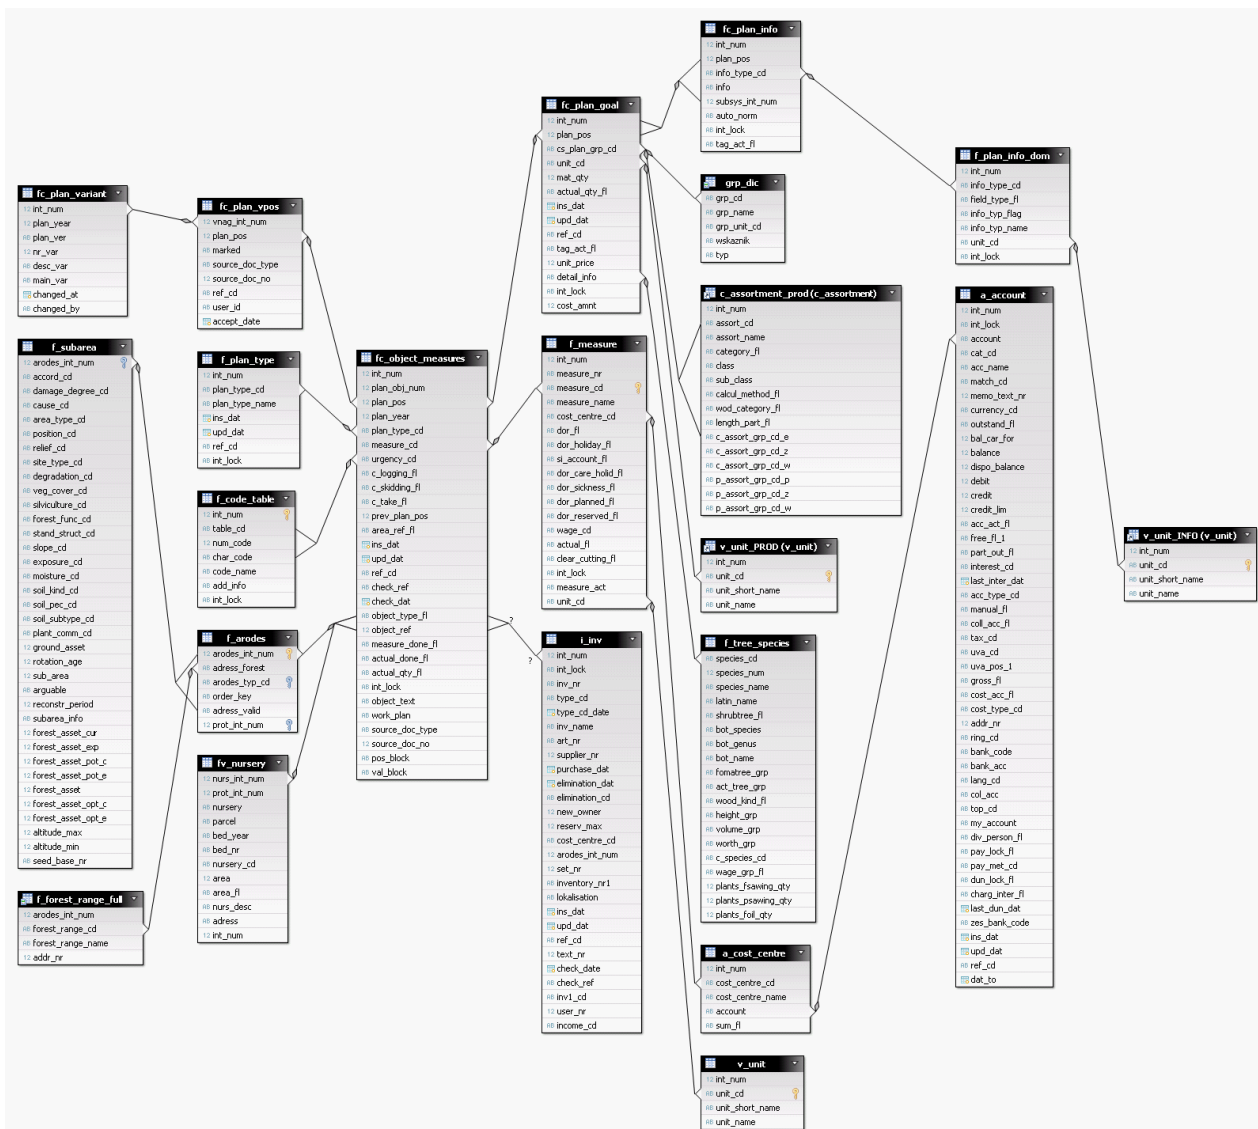 fc_plan_variant
int_num
plan_year
plan_ver
nr_var
desc_var
main_var
changed_at
changed_by
f_subarea
arodes_int_num
accord_cd
damage_degree_cd
cause_cd
area_type_cd
position_cd
relief_cd
site_type_cd
degradation_cd
veg_cover_cd
silviculture_cd
forest_func_cd
stand_struct_cd
slope_cd
exposure_cd
moisture_cd
soil_kind_cd
soil_pec_cd
soil_subtype_cd
plant_comm_cd
ground_asset
rotation_age
sub_area
arguable
reconstr_period
subarea_info
forest_asset_cur
forest_asset_exp
forest_asset_pot_c
forest_asset_pot_e
forest_asset
forest_asset_opt_c
forest_asset_opt_e
altitude_max
altitude_min
seed_base_nr
f_forest_range_full
arodes_int_num
forest_range_cd
forest_range_name
addr_nr
fc_plan_vpos
vnag_int_num
plan_pos
marked
source_doc_type
source_doc_no
ref_cd
user_id
accept_date
f_plan_type
int_num
plan_type_cd
plan_type_name
ins_dat
upd_dat
ref_cd
int_lock
f_code_table
int_num
table_cd
num_code
char_code
code_name
add_info
int_lock
f_arodes
arodes_int_num
adress_forest
arodes_typ_cd
order_key
adress_valid
prot_int_num
fv_nursery
nurs_int_num
prot_int_num
nursery
parcel
bed_year
bed_nr
nursery_cd
area
area_fl
nurs_desc
adress
int_num
fc_object_measures
int_num
plan_obj_num
plan_pos
plan_year
plan_type_cd
measure_cd
urgency_cd
c_logging_fl
c_skidding_fl
c_take_fl
prev_plan_pos
area_ref_fl
ins_dat
upd_dat
ref_cd
check_ref
check_dat
object_type_fl
object_ref
measure_done_fl
actual_done_fl
actual_qty_fl
int_lock
object_text
work_plan
source_doc_type
source_doc_no
pos_block
val_block
?
?
fc_plan_goal
int_num
plan_pos
cs_plan_grp_cd
unit_cd
mat_qty
actual_qty_fl
ins_dat
upd_dat
ref_cd
tag_act_fl
unit_price
detail_info
int_lock
cost_amnt
f_measure
int_num
measure_nr
measure_cd
measure_name
cost_centre_cd
dor_fl
dor_holiday_fl
si_account_fl
dor_care_holid_fl
dor_sickness_fl
dor_planned_fl
dor_reserved_fl
wage_cd
actual_fl
clear_cutting_fl
int_lock
measure_act
unit_cd
i_inv
int_num
int_lock
inv_nr
type_cd
type_cd_date
inv_name
art_nr
supplier_nr
purchase_dat
elimination_dat
elimination_cd
new_owner
reserv_max
cost_centre_cd
arodes_int_num
set_nr
inventory_nr1
lokalisation
ins_dat
upd_dat
ref_cd
text_nr
check_date
check_ref
inv1_cd
user_nr
income_cd
fc_plan_info
int_num
plan_pos
info_type_cd
info
subsys_int_num
auto_norm
int_lock
tag_act_fl
grp_dic
grp_cd
grp_name
grp_unit_cd
wskaznik
typ
c_assortment_prod (c_assortment)
int_num
assort_cd
assort_name
category_fl
class
sub_class
calcul_method_fl
wod_category_fl
length_part_fl
c_assort_grp_cd_e
c_assort_grp_cd_z
c_assort_grp_cd_w
p_assort_grp_cd_p
p_assort_grp_cd_z
p_assort_grp_cd_w
v_unit_PROD (v_unit)
int_num
unit_cd
unit_short_name
unit_name
f_tree_species
species_cd
species_num
species_name
latin_name
shrubtree_fl
bot_species
bot_genus
bot_name
fomatree_grp
act_tree_grp
wood_kind_fl
height_grp
volume_grp
worth_grp
c_species_cd
wage_grp_fl
plants_fsawing_qty
plants_psawing_qty
plants_foil_qty
a_cost_centre
int_num
cost_centre_cd
cost_centre_name
account
sum_fl
v_unit
int_num
unit_cd
unit_short_name
unit_name
f_plan_info_dom
int_num
info_type_cd
field_type_fl
info_typ_flag
info_typ_name
unit_cd
int_lock
a_account
int_num
int_lock
account
cat_cd
acc_name
match_cd
memo_text_nr
currency_cd
outstand_fl
bal_car_for
balance
dispo_balance
debit
credit
credit_lim
acc_act_fl
free_fl_1
part_out_fl
interest_cd
last_inter_dat
acc_type_cd
manual_fl
coll_acc_fl
tax_cd
uva_cd
uva_pos_1
gross_fl
cost_acc_fl
cost_type_cd
addr_nr
ring_cd
bank_code
bank_acc
lang_cd
col_acc
top_cd
my_account
div_person_fl
pay_lock_fl
pay_met_cd
dun_lock_fl
charg_inter_fl
last_dun_dat
zes_bank_code
ins_dat
upd_dat
ref_cd
dat_to
v_unit_INFO (v_unit)
int_num
unit_cd
unit_short_name
unit_name